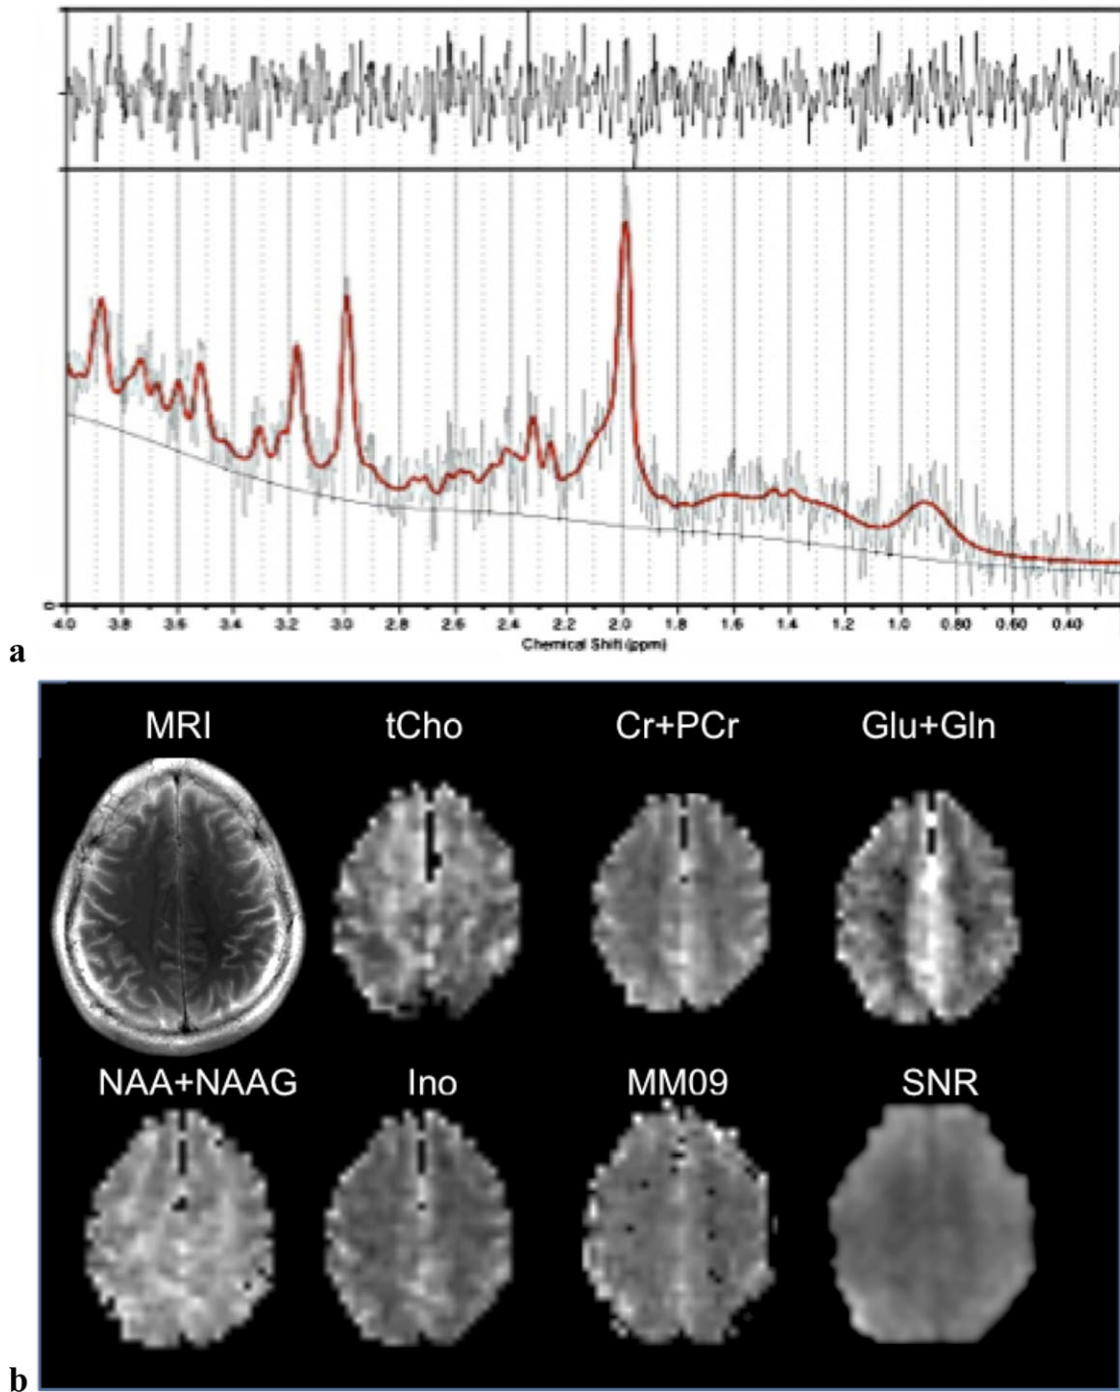 0
4.0 3.8 3.6 3.4 3.2 3.0 2.8 2.6 2.4 2.2 2.0 1.8 1.6 1.4 1.2 1.0 0.80 0.60 0.40
Chemical Shift (ppm)
a
MRI tCho Cr+PCr Glu+Gln
NAA+NAAG Ino MM09 SNR
b